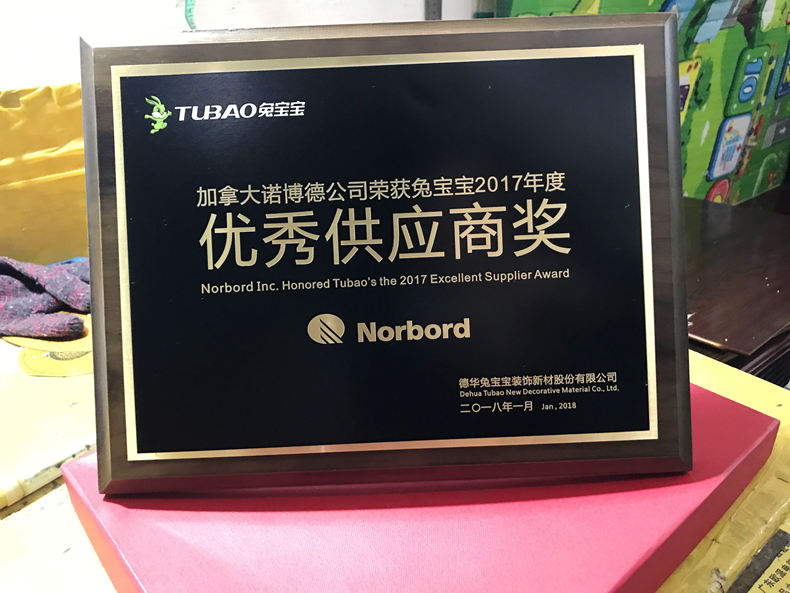 TUBAO兔宝宝
加拿大诺博德公司荣获兔宝宝2017年度
优秀供应商奖
Norbord Inc. Honored Tubao's the 2017 Excellent Supplier Award
Norbord
德华兔宝宝装饰新材股份有限公司
Dehua Tubao New Decorative Material Co., Ltd.
二〇一八年一月 Jan, 2018